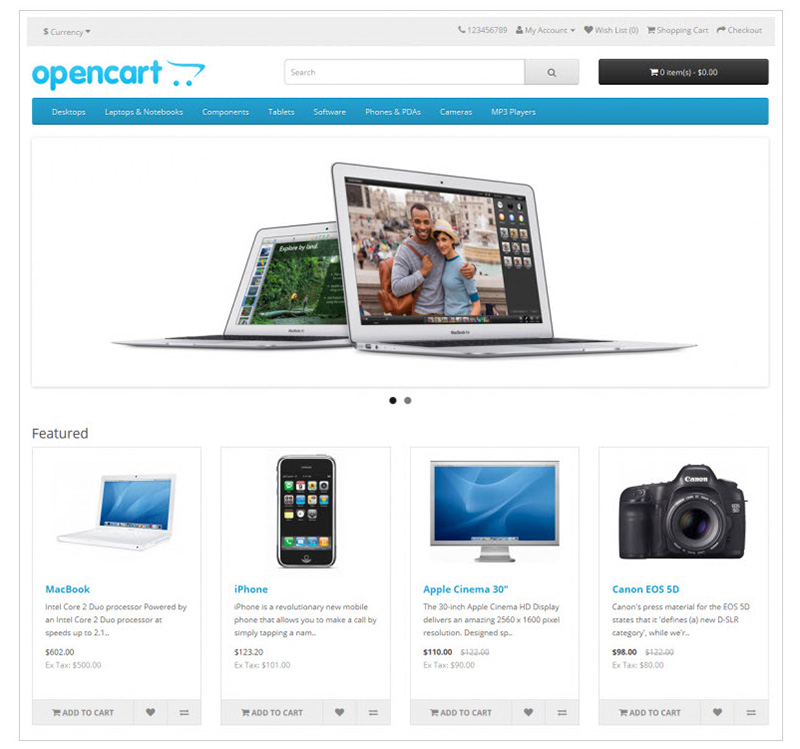 $ Currency
123456789 My Account Wish List (0) Shopping Cart Checkout
opencart
Search
0 item(s) - $0.00
Desktops Laptops & Notebooks Components Tablets Software Phones & PDAs Cameras MP3 Players
Explore by land.
MacBook Air
Featured
Canon
MacBook
Intel Core 2 Duo processor Powered by
an Intel Core 2 Duo processor at
speeds up to 2.1..
$602.00
Ex Tax: $500.00
ADD TO CART
iPhone
iPhone is a revolutionary new mobile
phone that allows you to make a call by
simply tapping a nam..
$123.20
Ex Tax: $101.00
ADD TO CART
Apple Cinema 30"
The 30-inch Apple Cinema HD Display
delivers an amazing 2560 x 1600 pixel
resolution. Designed sp..
$110.00 $122.00
Ex Tax: $90.00
ADD TO CART
Canon EOS 5D
Canon's press material for the EOS 5D
states that it 'defines (a) new D-SLR
category', while we'r..
$98.00 $122.00
Ex Tax: $80.00
ADD TO CART